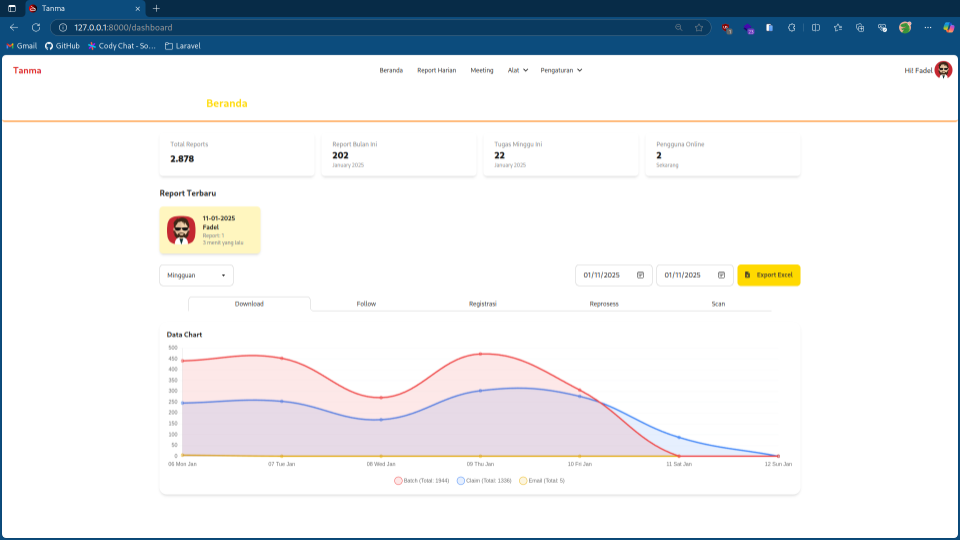 Tanma
127.0.0.1:8000/dashboard
Gmail GitHub Cody Chat - So... Laravel
Tanma Beranda Report Harian Meeting Alat Pengaturan Hi! Fadel
Beranda
Total Reports
2.878
Report Bulan Ini
202
January 2025
Tugas Minggu Ini
22
January 2025
Pengguna Online
2
Sekarang
Report Terbaru
11-01-2025
Fadel
Report: 1
3 menit yang lalu
Mingguan 01/11/2025 01/11/2025 Export Excel
Download Follow Registrasi Reprosess Scan
Data Chart
500
450
400
350
300
250
200
150
100
50
0
06 Mon Jan 07 Tue Jan 08 Wed Jan 09 Thu Jan 10 Fri Jan 11 Sat Jan 12 Sun Jan
Batch (Total: 1944) Claim (Total: 1336) Email (Total: 5)